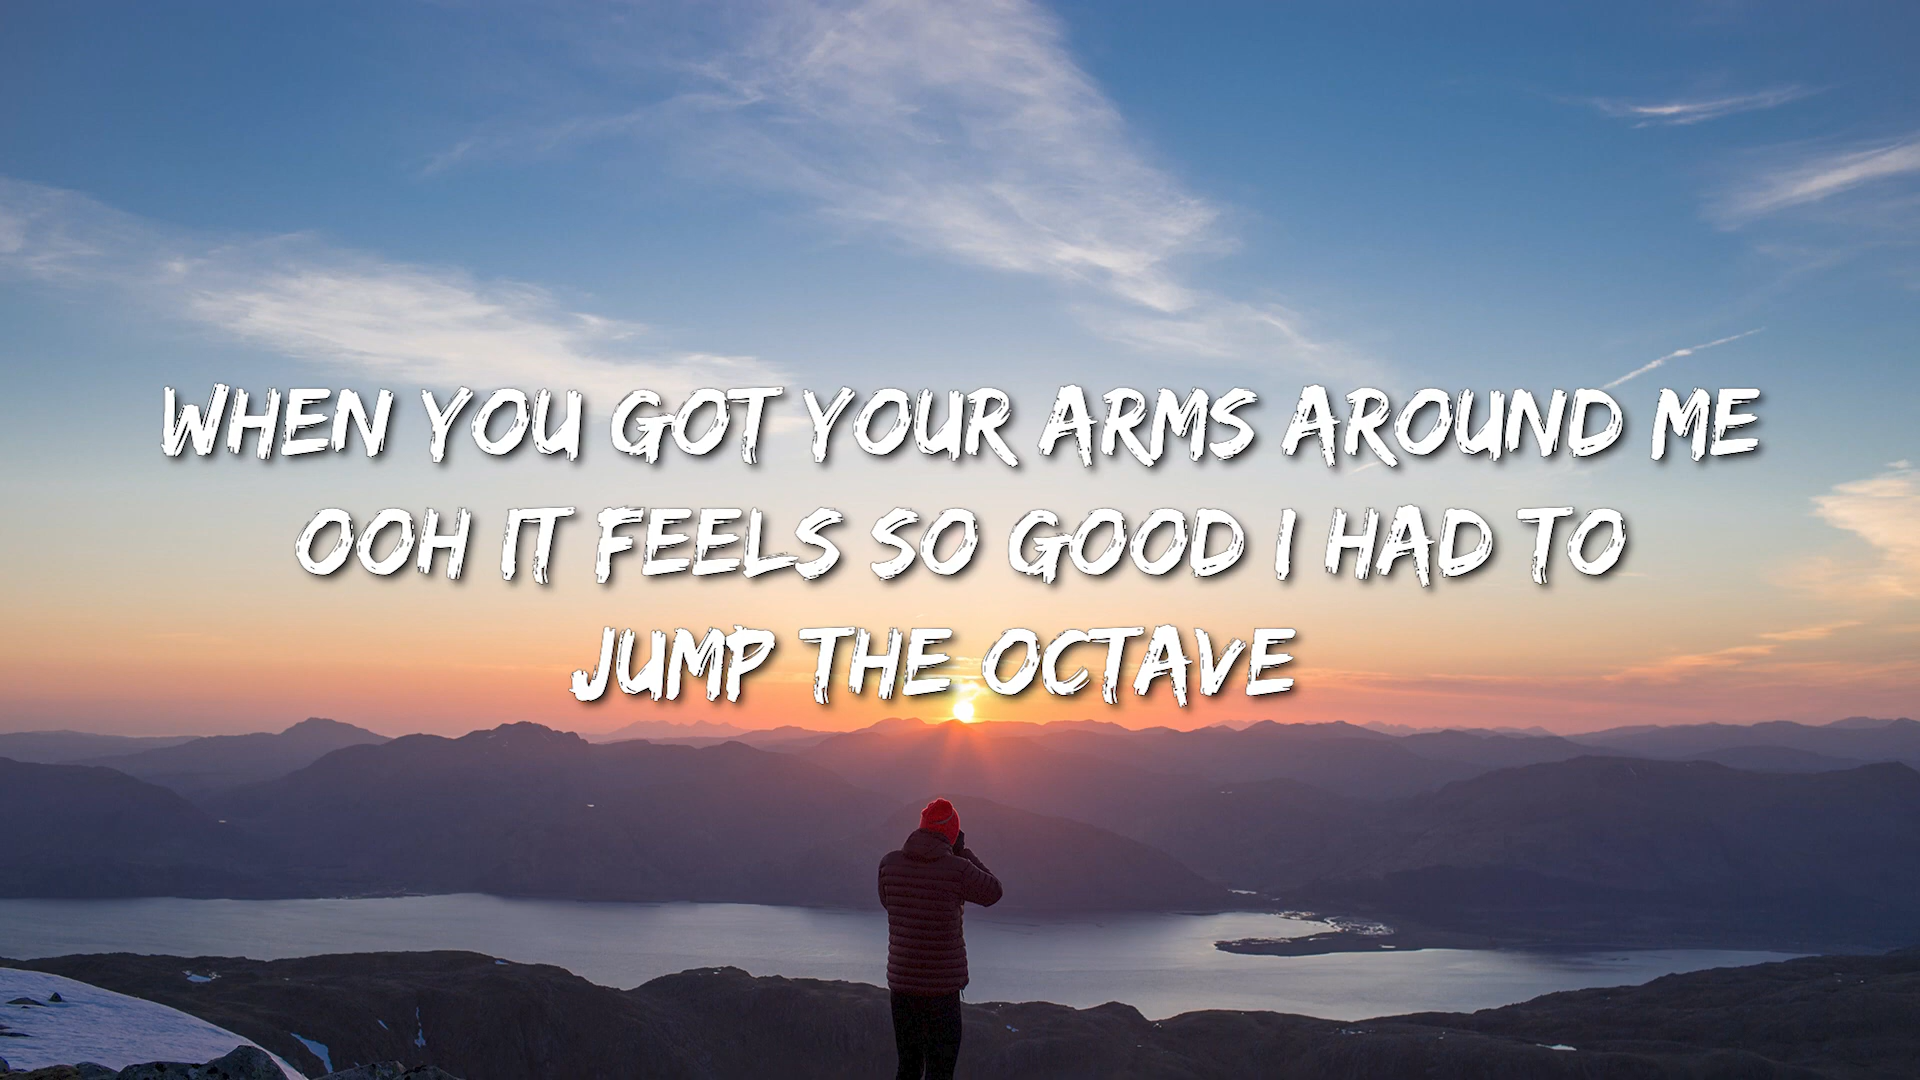 WHEN YOU GOT YOUR ARMS AROUND ME
OOH IT FEELS SO GOOD I HAD TO
JUMP THE OCTAVE